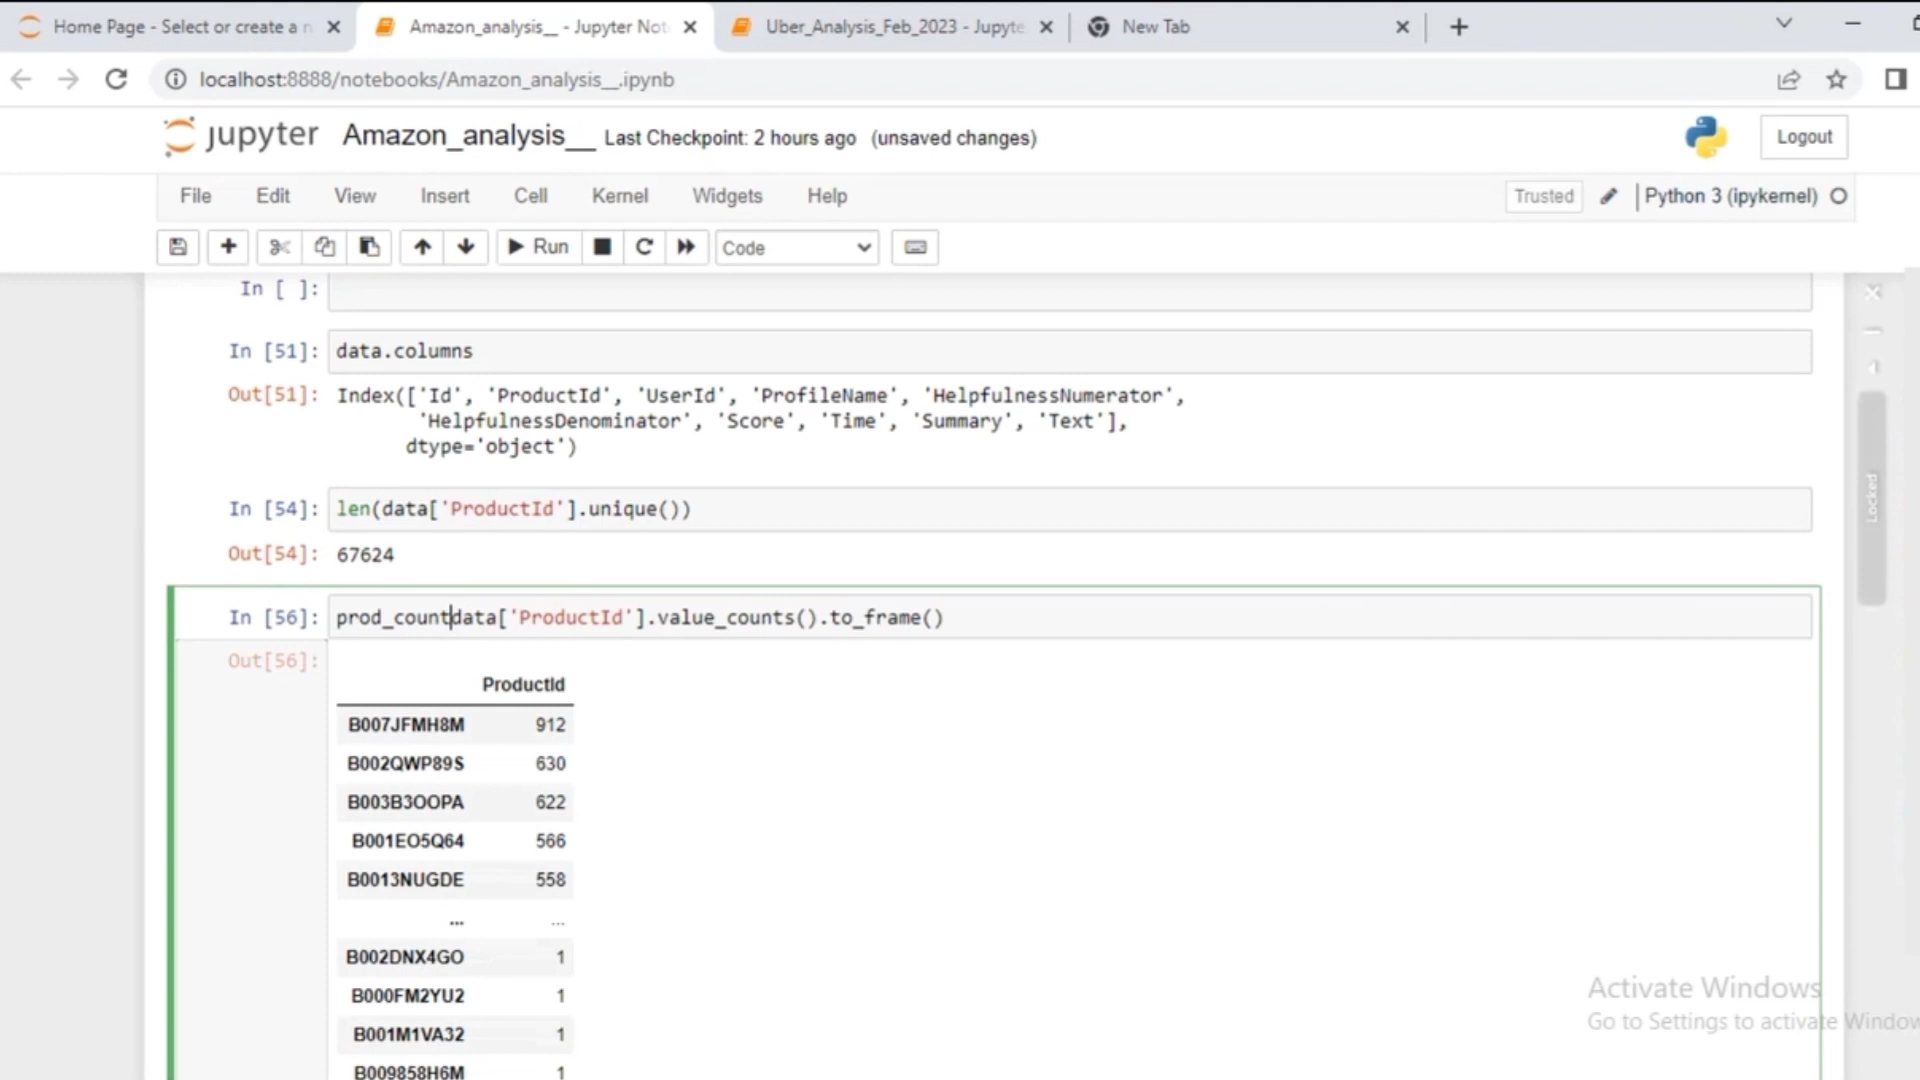 Home Page - Select or create a n
Amazon_analysis__ - Jupyter Not
Uber_Analysis_Feb_2023 - Jupyte
New Tab
localhost:8888/notebooks/Amazon_analysis__.ipynb
jupyter Amazon_analysis__ Last Checkpoint: 2 hours ago (unsaved changes)
Logout
File Edit View Insert Cell Kernel Widgets Help
Trusted Python 3 (ipykernel)
Run Code
In [ ]:
In [51]: data.columns
Out[51]: Index(['Id', 'ProductId', 'UserId', 'ProfileName', 'HelpfulnessNumerator',
'HelpfulnessDenominator', 'Score', 'Time', 'Summary', 'Text'],
dtype='object')
In [54]: len(data['ProductId'].unique())
Out[54]: 67624
In [56]: prod_countdata['ProductId'].value_counts().to_frame()
Out[56]:
ProductId
B007JFMH8M 912
B002QWP89S 630
B003B3OOPA 622
B001EO5Q64 566
B0013NUGDE 558
... ...
B002DNX4GO 1
B000FM2YU2 1
B001M1VA32 1
B009858H6M 1
Locked
Activate Windows
Go to Settings to activate Window